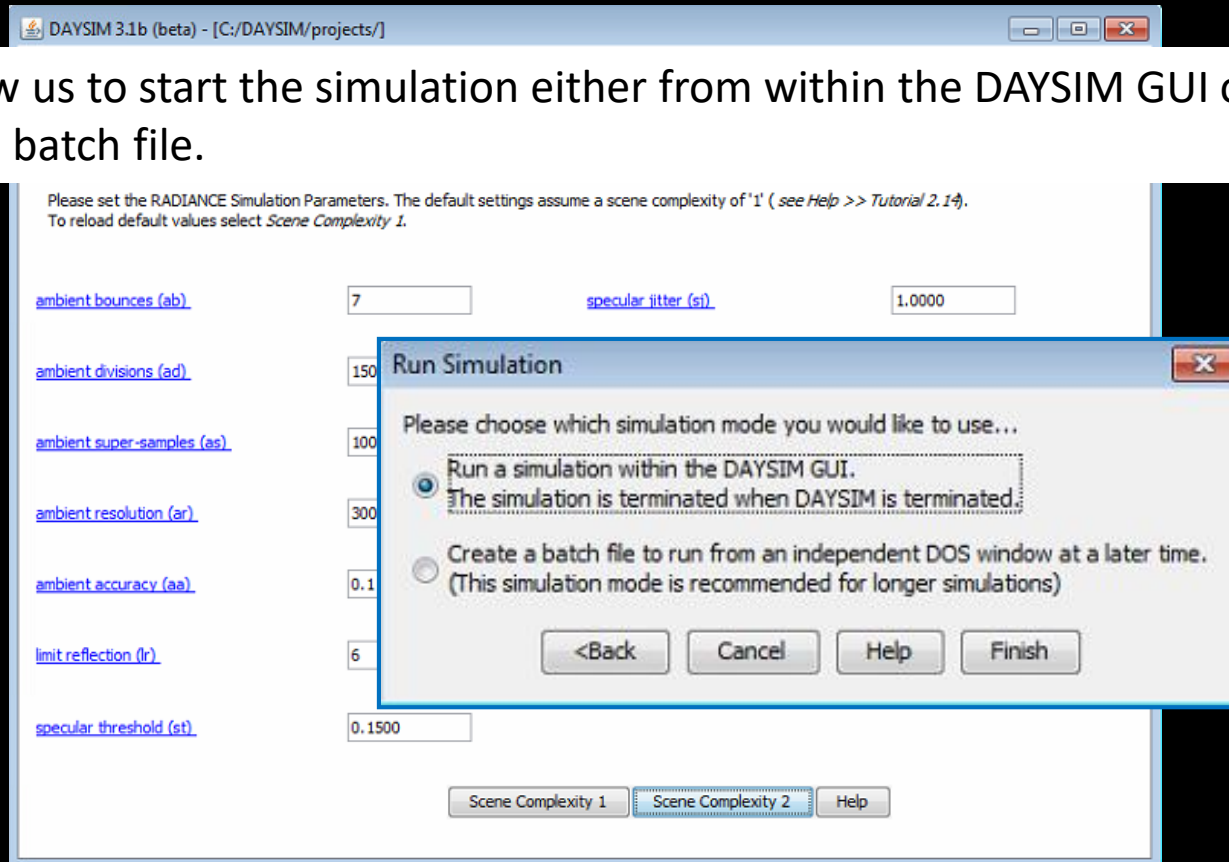 DAYSIM 3.1b (beta) - [C:/DAYSIM/projects/]
us to start the simulation either from within the DAYSIM GUI
batch file.
Please set the RADIANCE Simulation Parameters. The default settings assume a scene complexity of '1' ( see Help >> Tutorial 2.14).
To reload default values select Scene Complexity 1.
ambient bounces (ab) 7 specular jitter (sj) 1.0000
ambient divisions (ad) 150
ambient super-samples (as) 100
ambient resolution (ar) 300
ambient accuracy (aa) 0.1
limit reflection (lr) 6
specular threshold (st) 0.1500
Run Simulation
Please choose which simulation mode you would like to use...
Run a simulation within the DAYSIM GUI.
The simulation is terminated when DAYSIM is terminated.
Create a batch file to run from an independent DOS window at a later time.
(This simulation mode is recommended for longer simulations)
<Back Cancel Help Finish
Scene Complexity 1 Scene Complexity 2 Help